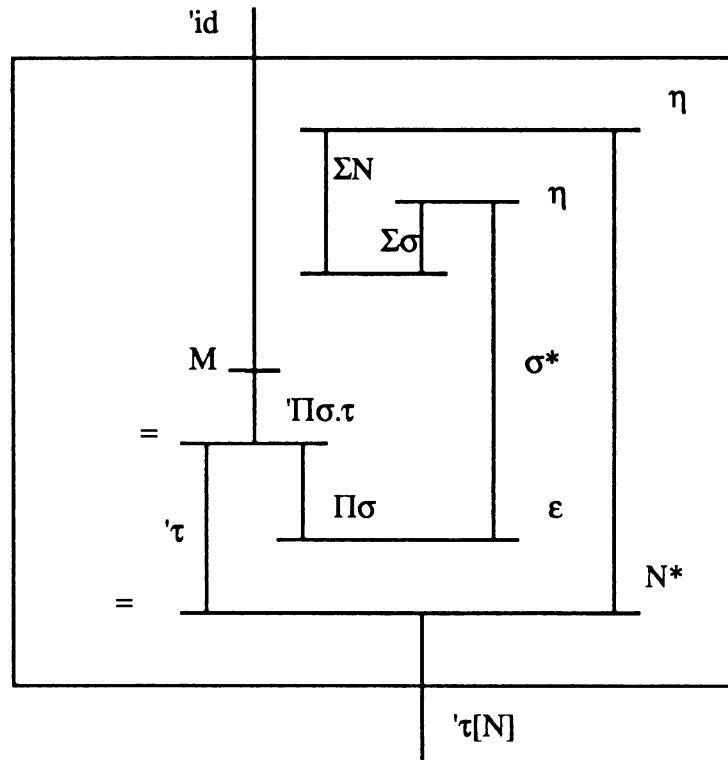 'id
η
ΣN
η
Σσ
M
σ*
'Πσ.τ
=
'τ
Πσ
ε
N*
=
'τ[N]